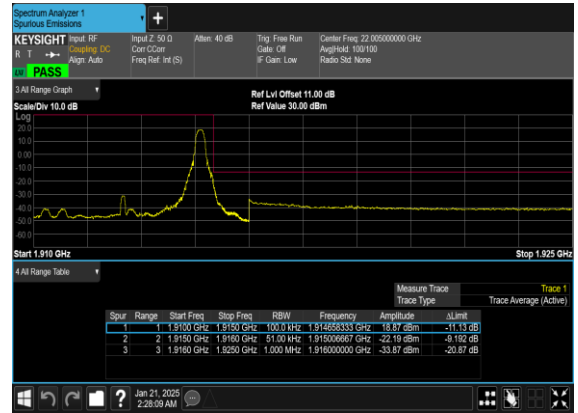 Spectrum Analyzer 1
Spurious Emissions
+
KEYSIGHT Input: RF Input Z: 50 Ω Atten: 40 dB Trig: Free Run Center Freq: 22.005000000 GHz
R T Coupling: DC Corr CCorr Gate: Off Avg|Hold: 100/100
Align: Auto Freq Ref: Int (S) IF Gain: Low Radio Std: None
PASS
3 All Range Graph
Ref Lvl Offset 11.00 dB
Scale/Div 10.0 dB Ref Value 30.00 dBm
Log
20.0
10.0
0.00
-10.0
-20.0
-30.0
-40.0
-50.0
-60.0
Start 1.910 GHz Stop 1.925 GHz
4 All Range Table
Measure Trace Trace 1
Trace Type Trace Average (Active)
Spur Range Start Freq Stop Freq RBW Frequency Amplitude ΔLimit
1 1 1.9100 GHz 1.9150 GHz 100.0 kHz 1.914658333 GHz 18.87 dBm -11.13 dB
2 2 1.9150 GHz 1.9160 GHz 51.00 kHz 1.915006667 GHz -22.19 dBm -9.192 dB
3 3 1.9160 GHz 1.9250 GHz 1.000 MHz 1.916000000 GHz -33.87 dBm -20.87 dB
? Jan 21, 2025
2:28:09 AM